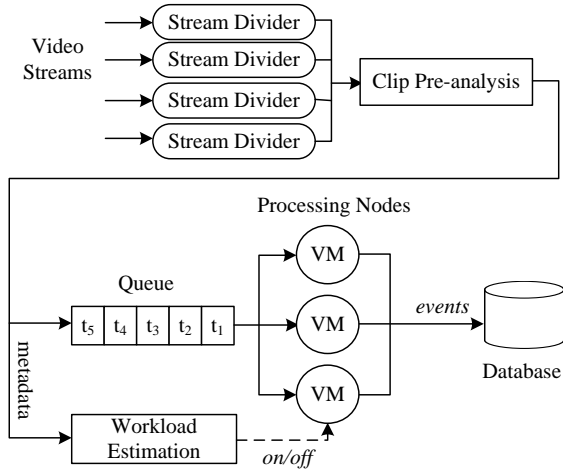 Video
Streams
Stream Divider
Stream Divider
Stream Divider
Stream Divider
Clip Pre-analysis
Processing Nodes
VM
VM
VM
Queue
t₅ t₄ t₃ t₂ t₁
events
Database
metadata
Workload
Estimation
on/off